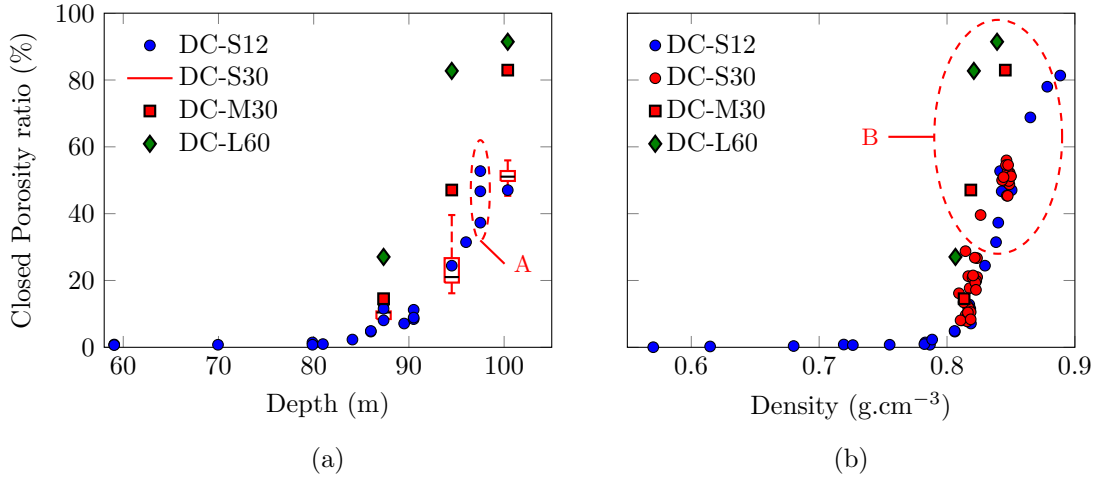 Closed Porosity ratio (%)
100
80
60
40
20
0
DC-S12
DC-S30
DC-M30
DC-L60
A
60 70 80 90 100
Depth (m)
(a)
DC-S12
DC-S30
DC-M30
DC-L60
B
0.6 0.7 0.8 0.9
Density (g.cm⁻³)
(b)